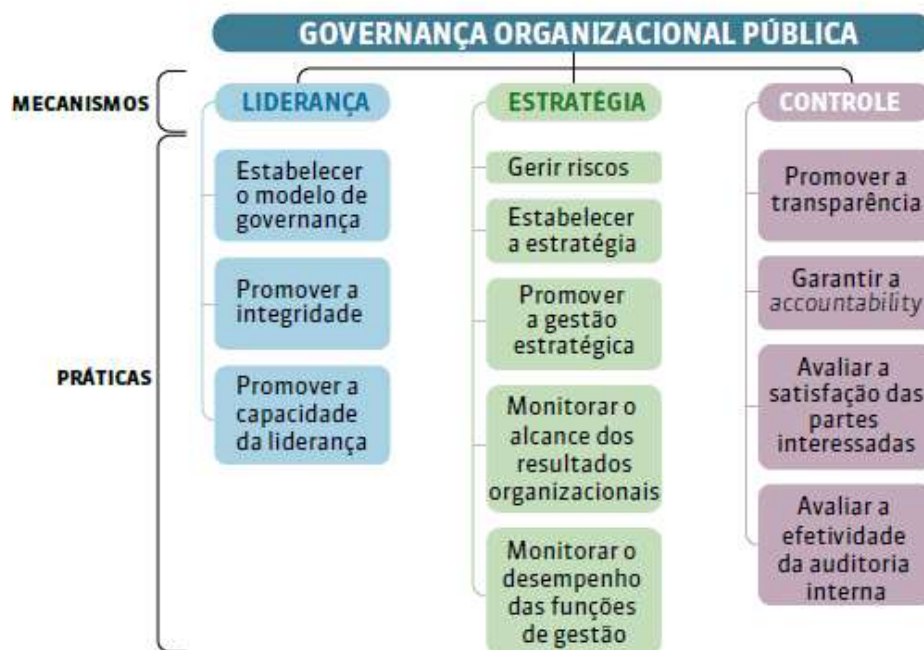 GOVERNANÇA ORGANIZACIONAL PÚBLICA
MECANISMOS
LIDERANÇA
ESTRATÉGIA
CONTROLE
PRÁTICAS
Estabelecer
o modelo de
governança
Promover a
integridade
Promover a
capacidade
da liderança
Gerir riscos
Estabelecer
a estratégia
Promover
a gestão
estratégica
Monitorar o
alcance dos
resultados
organizacionais
Monitorar o
desempenho
das funções
de gestão
Promover a
transparência
Garantir a
accountability
Avaliar a
satisfação das
partes
interessadas
Avaliar a
efetividade
da auditoria
interna